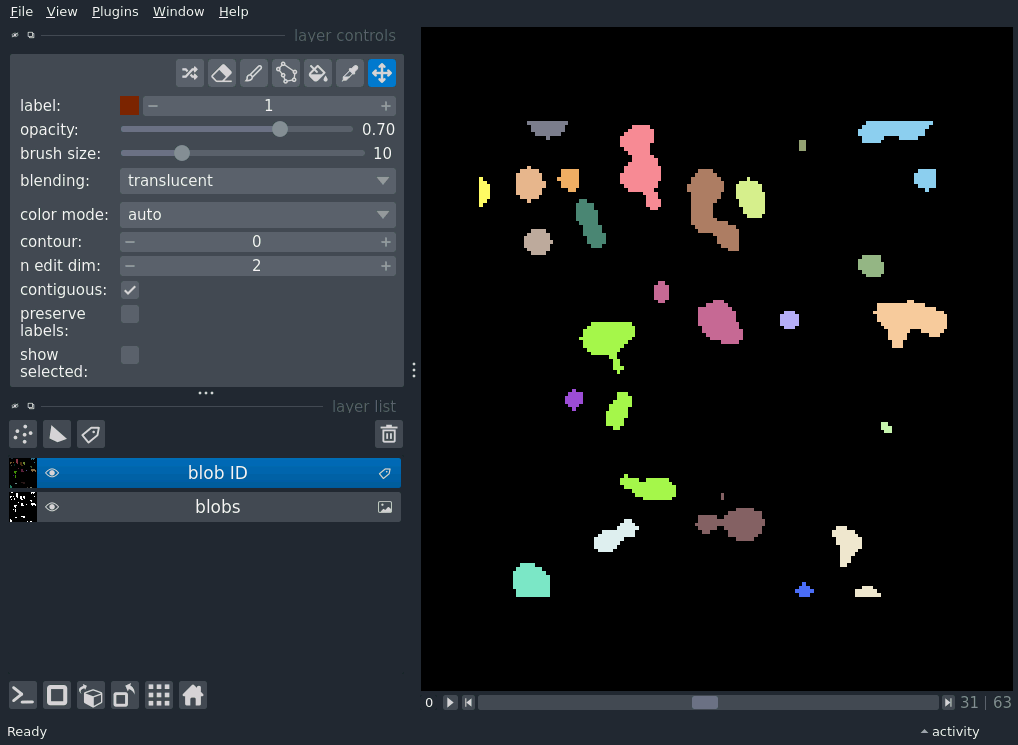 File View Plugins Window Help
layer controls
label: 1
opacity: 0.70
brush size: 10
blending: translucent
color mode: auto
contour: 0
n edit dim: 2
contiguous:
preserve
labels:
show
selected:
layer list
blob ID
blobs
0 31 | 63
Ready activity